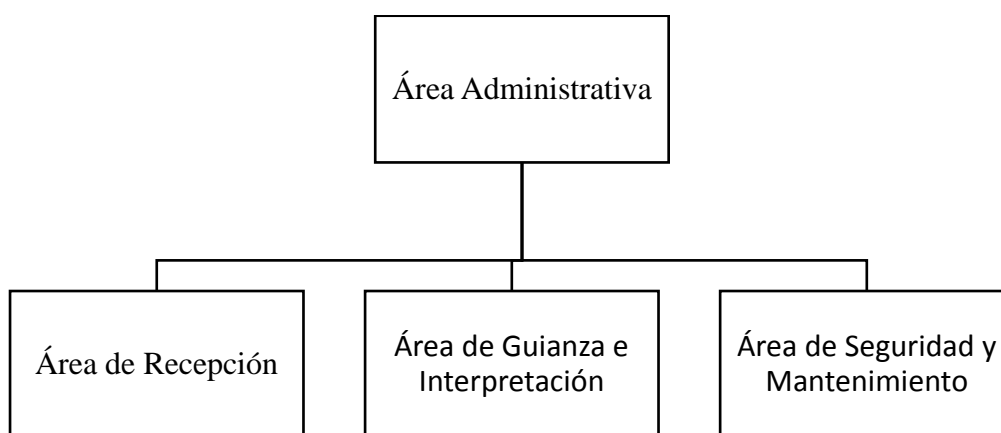 Área Administrativa
Área de Recepción
Área de Guianza e
Interpretación
Área de Seguridad y
Mantenimiento